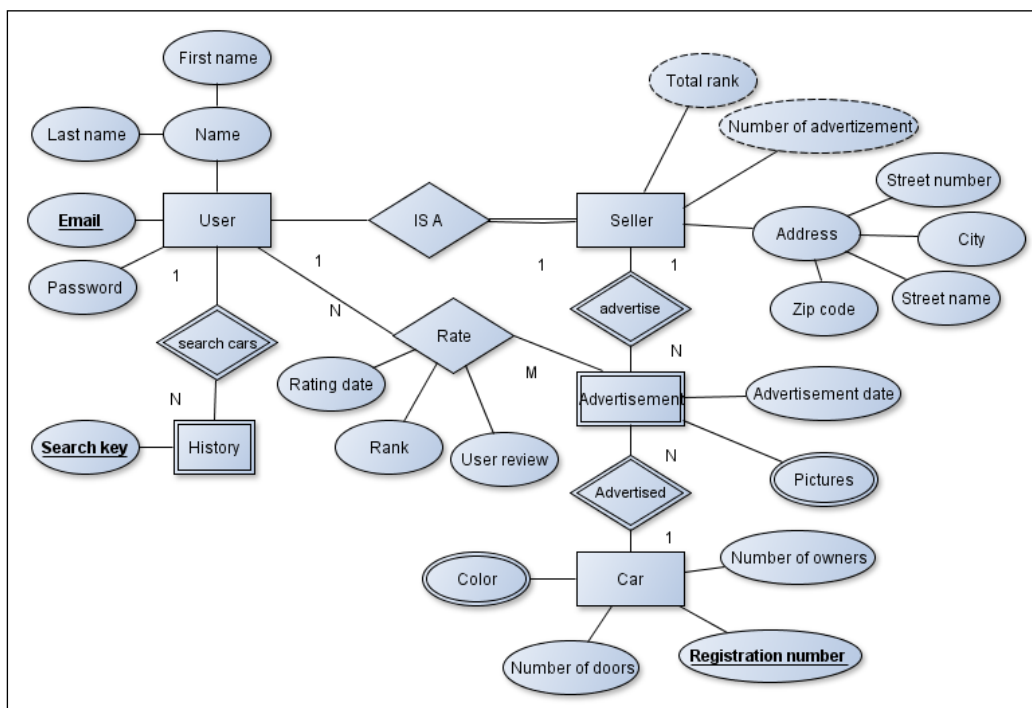 First name
Total rank
Last name
Name
Number of advertizement
Street number
Email
User
IS A
Seller
Address
City
Password
1
1
1
1
Zip code
Street name
N
advertise
search cars
Rate
N
Rating date
M
Advertisement
Advertisement date
N
Search key
History
Rank
User review
N
Pictures
Advertised
1
Number of owners
Color
Car
Number of doors
Registration number